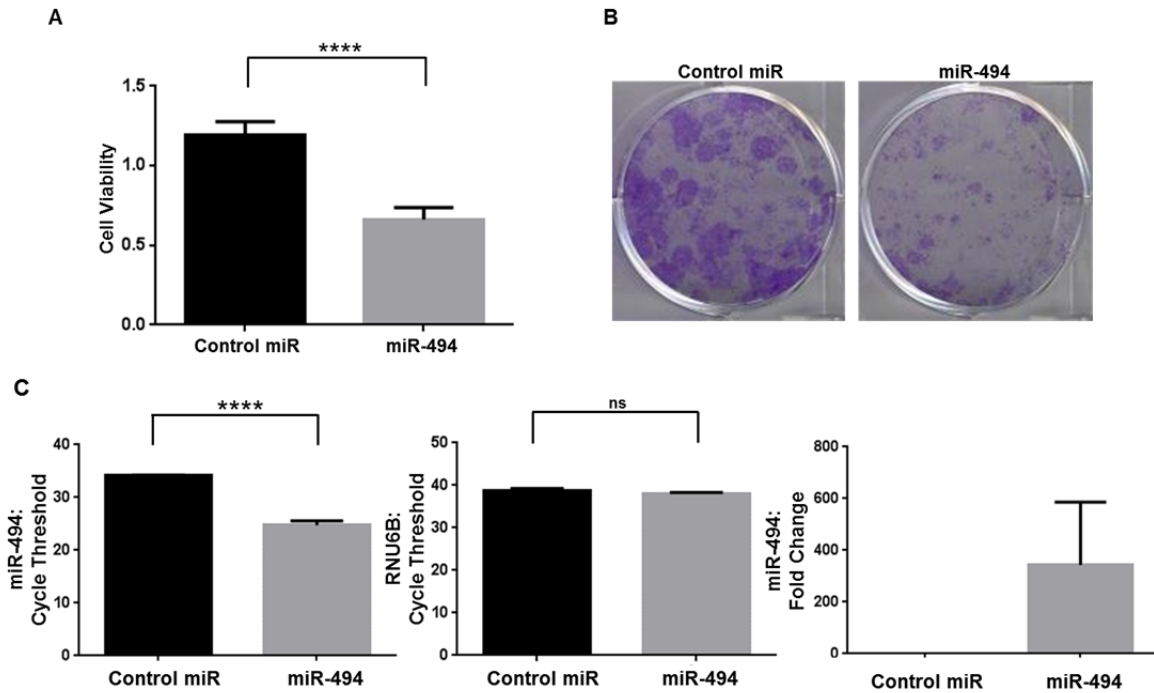 A
****
Cell Viability
1.5
1.0
0.5
0.0
Control miR
miR-494
B
Control miR
miR-494
C
****
miR-494:
Cycle Threshold
40
30
20
10
0
Control miR
miR-494
ns
RNU6B:
Cycle Threshold
50
40
30
20
10
0
Control miR
miR-494
miR-494:
Fold Change
800
600
400
200
0
Control miR
miR-494